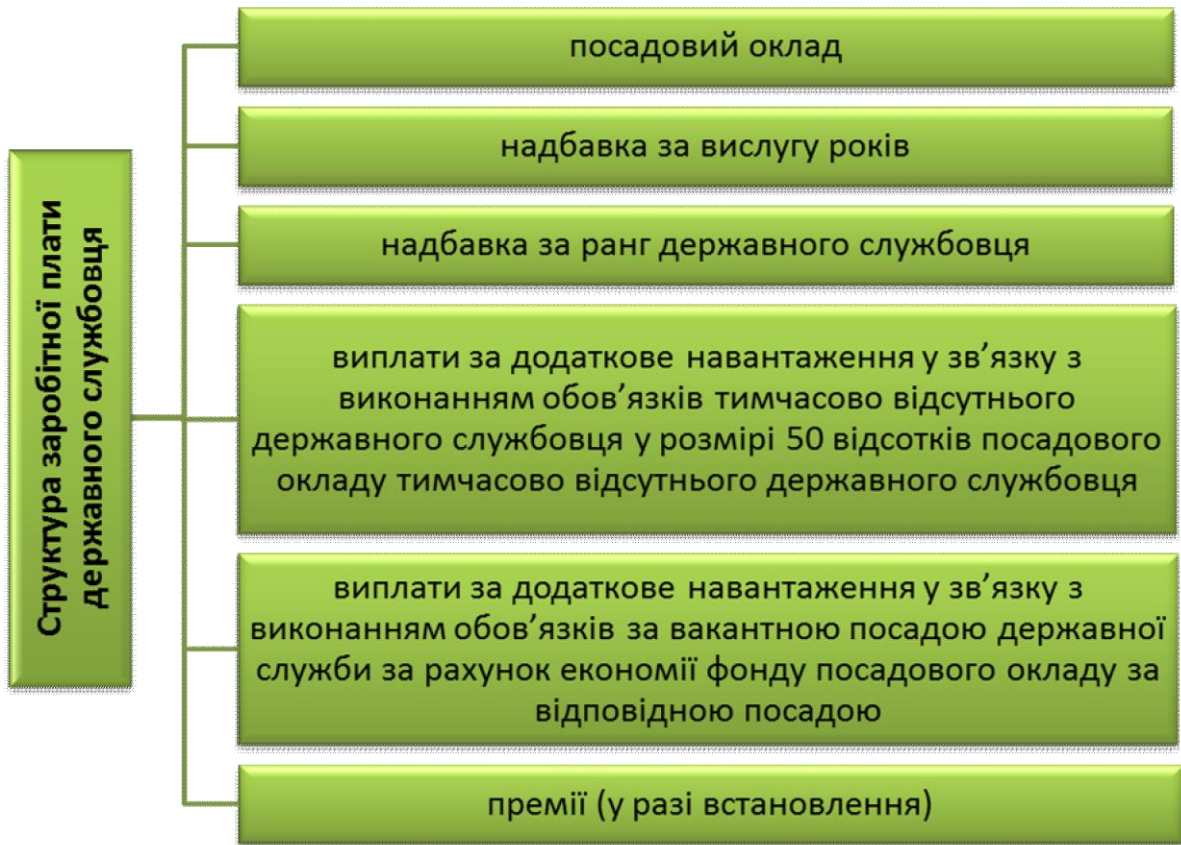 Структура заробітної плати
державного службовця
посадовий оклад
надбавка за вислугу років
надбавка за ранг державного службовця
виплати за додаткове навантаження у зв’язку з
виконанням обов’язків тимчасово відсутнього
державного службовця у розмірі 50 відсотків посадового
окладу тимчасово відсутнього державного службовця
виплати за додаткове навантаження у зв’язку з
виконанням обов’язків за вакантною посадою державної
служби за рахунок економії фонду посадового окладу за
відповідною посадою
премії (у разі встановлення)